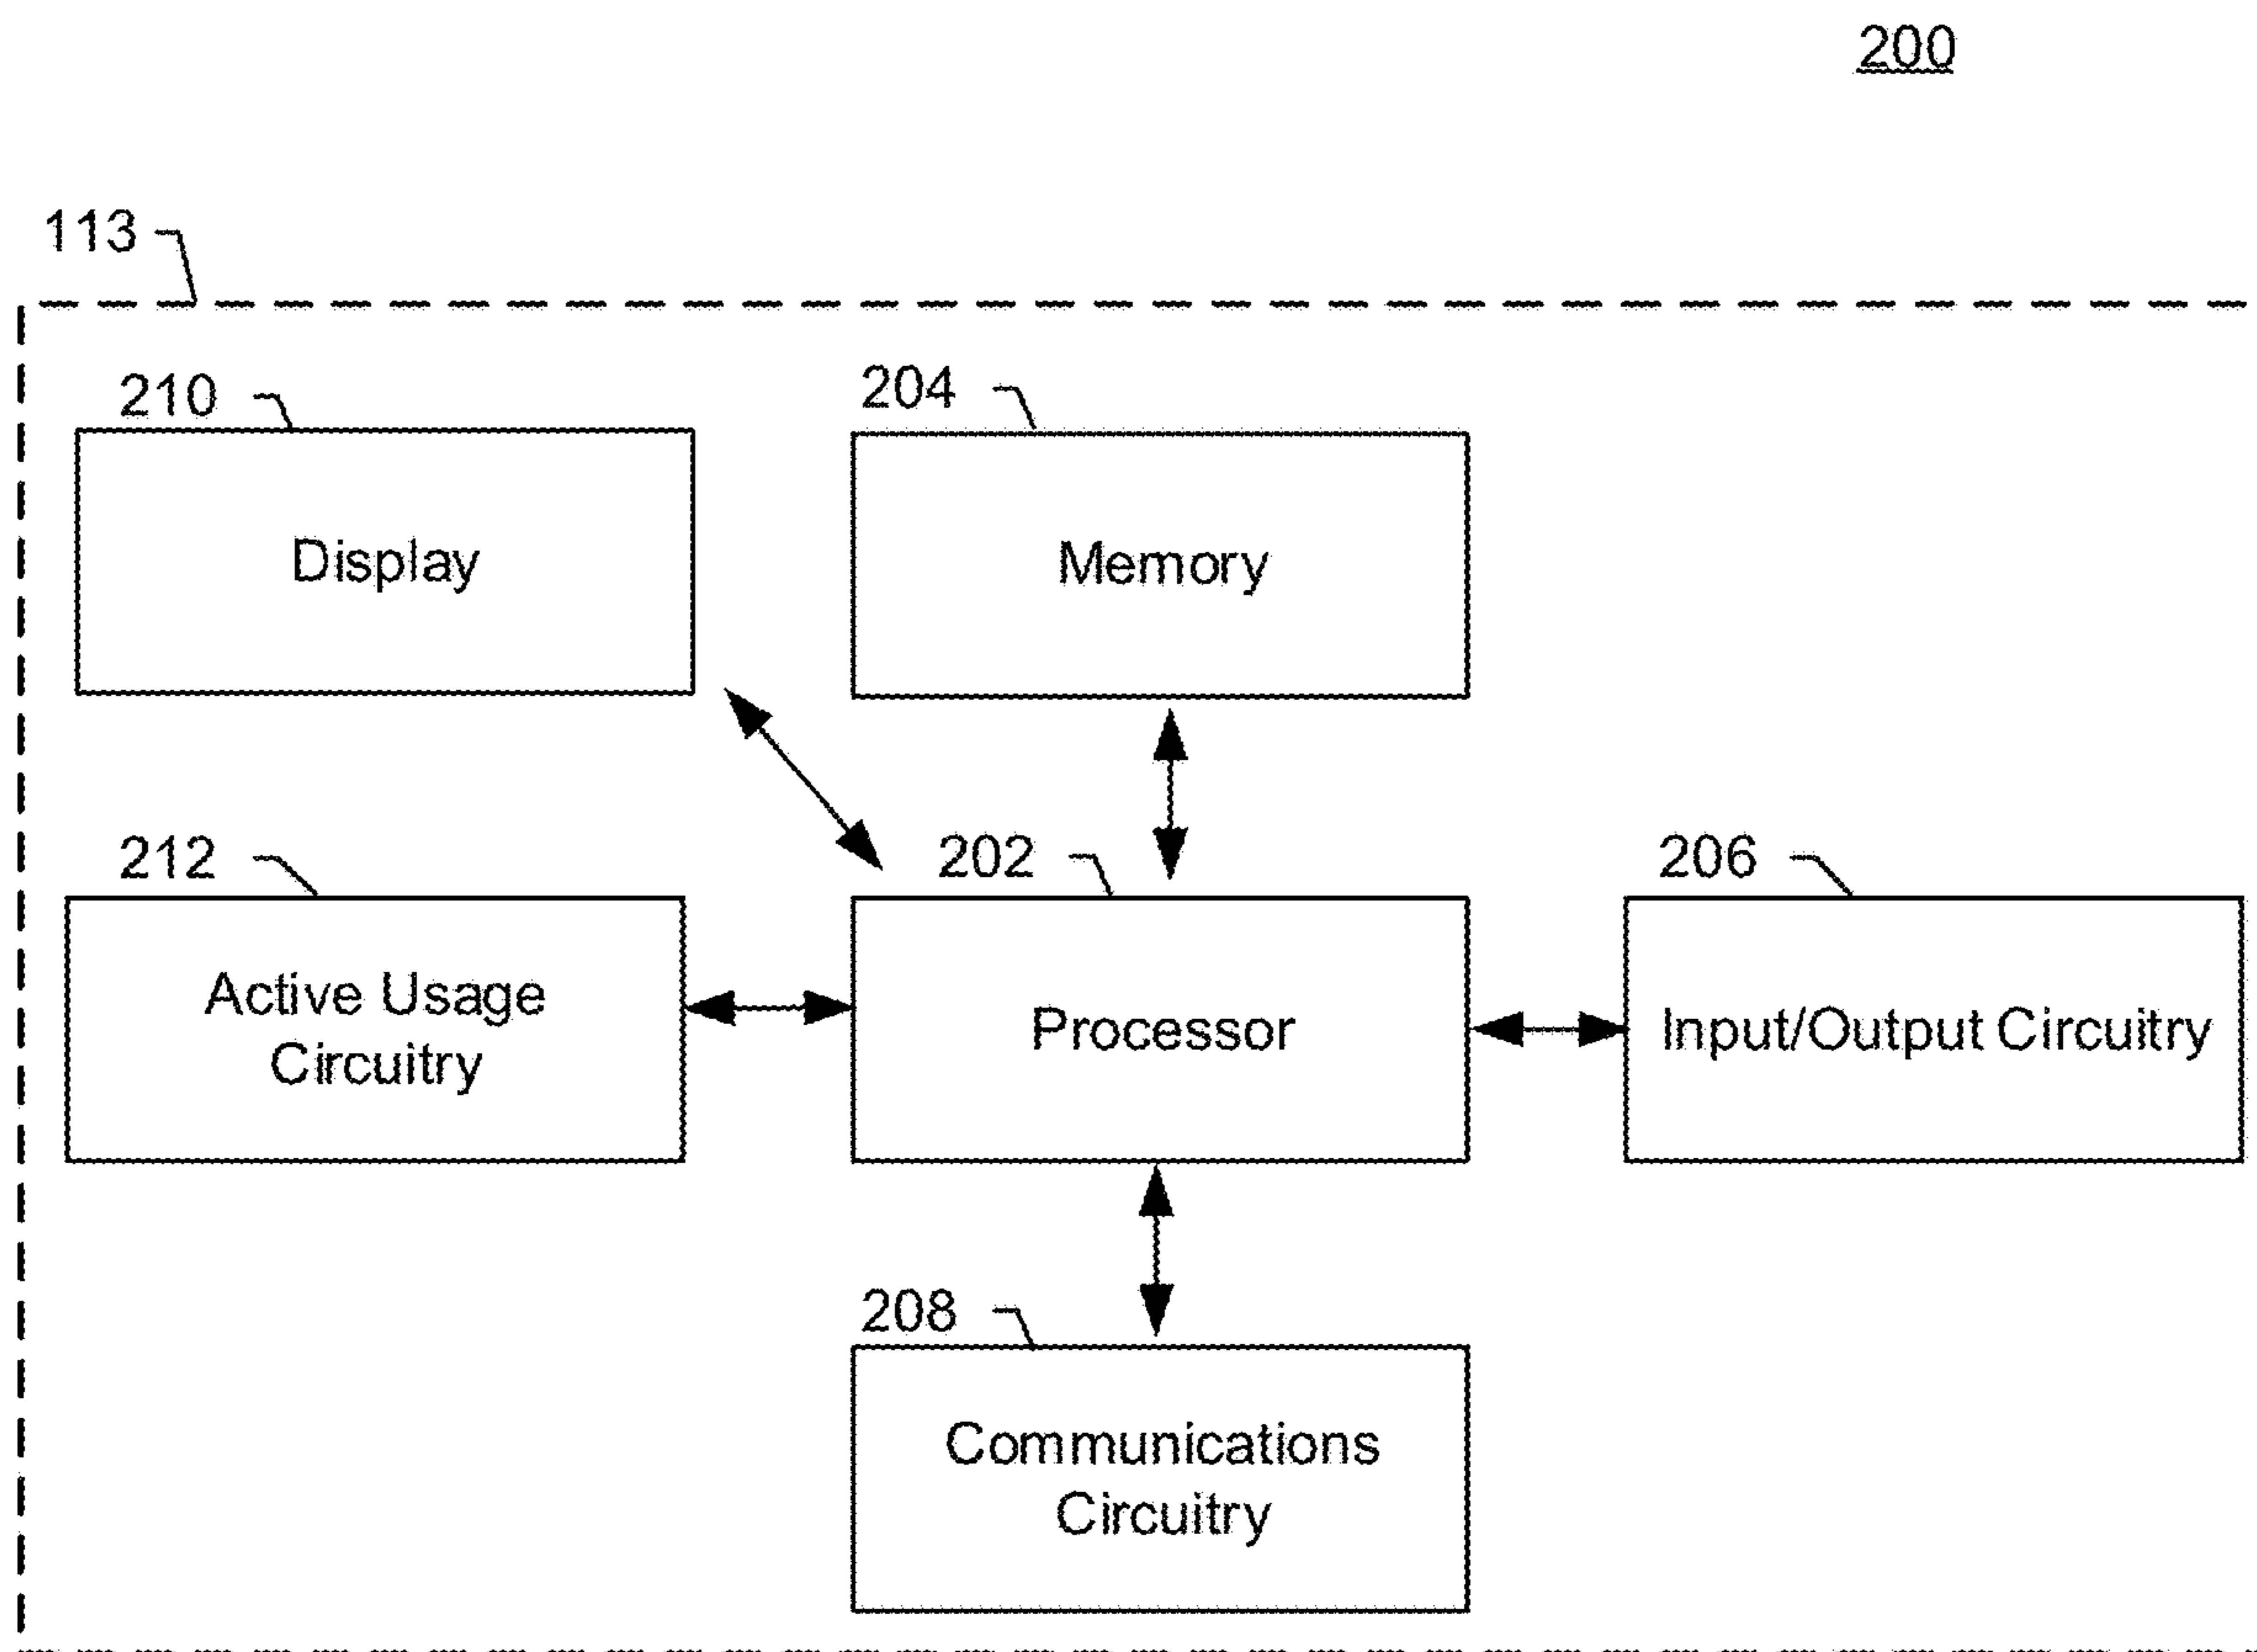 200
113
210
204
Display
Memory
212
202
206
Active Usage
Circuitry
Processor
Input/Output Circuitry
208
Communications
Circuitry